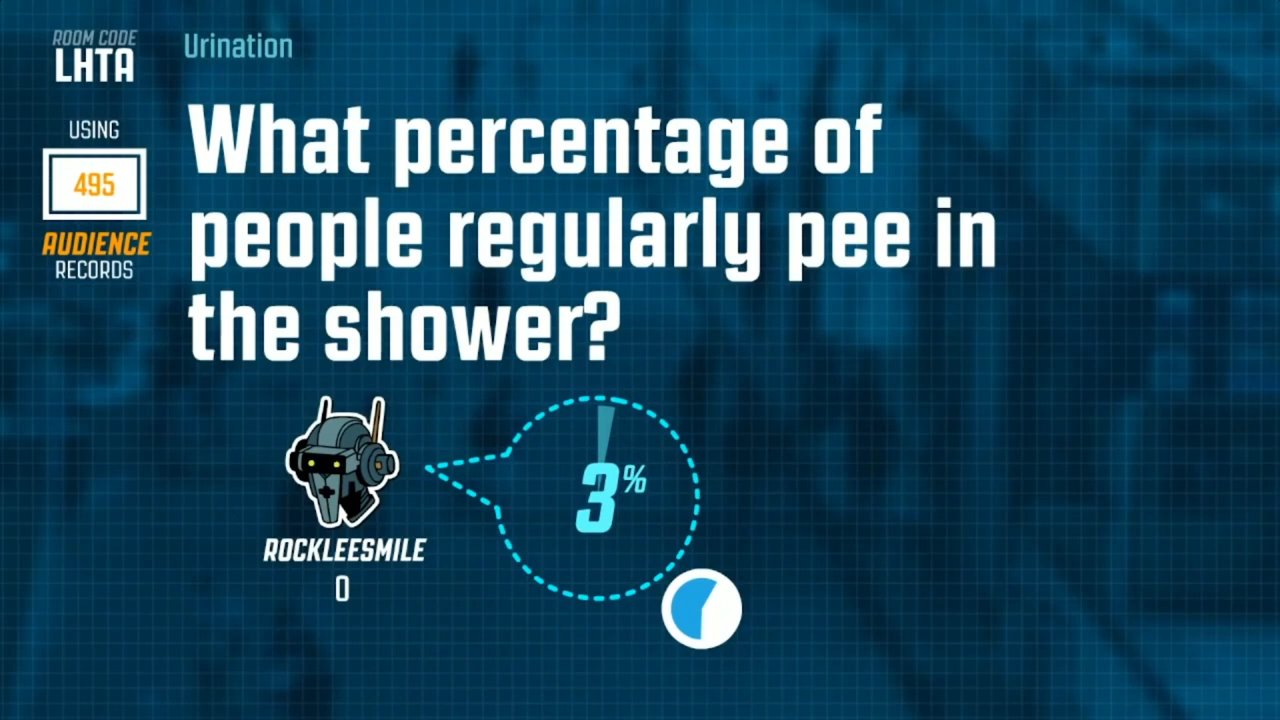 ROOM CODE
LHTA
USING
495
AUDIENCE
RECORDS
Urination
What percentage of
people regularly pee in
the shower?
3%
ROCKLEESMILE
0